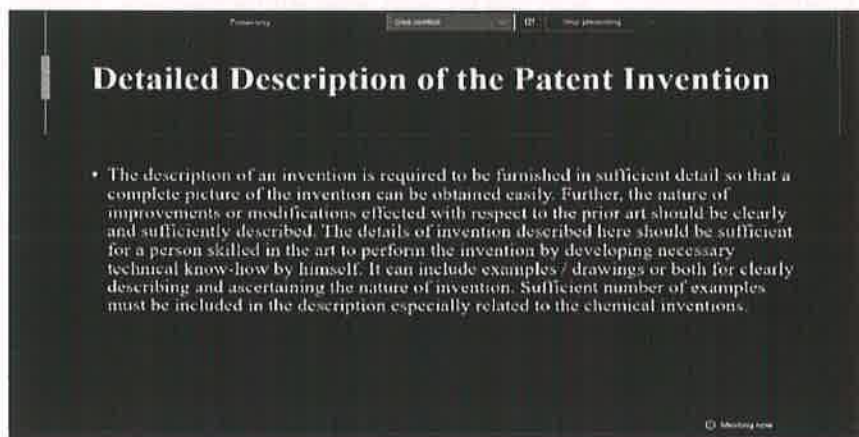 Stop presenting
Detailed Description of the Patent Invention
• The description of an invention is required to be furnished in sufficient detail so that a
complete picture of the invention can be obtained easily. Further, the nature of
improvements or modifications effected with respect to the prior art should be clearly
and sufficiently described. The details of invention described here should be sufficient
for a person skilled in the art to perform the invention by developing necessary
technical know-how by himself. It can include examples / drawings or both for clearly
describing and ascertaining the nature of invention. Sufficient number of examples
must be included in the description especially related to the chemical inventions.